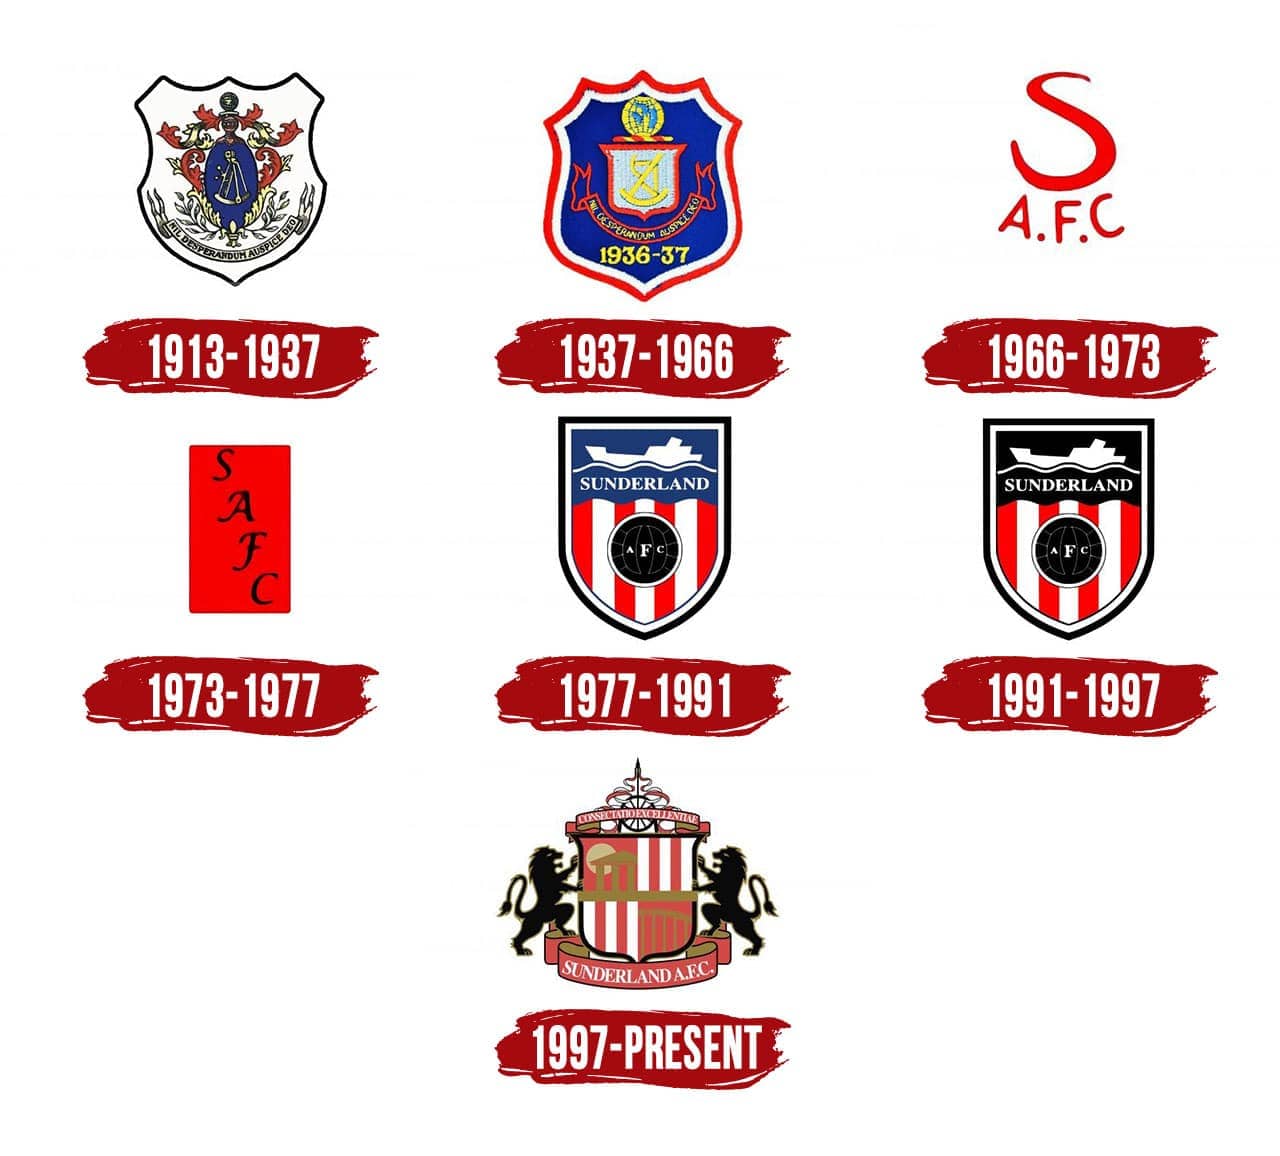 NIL DESPERANDUM AUSPICE DEO
NIL DESPERANDUM AUSPICE DEO
1936-37
S
A.F.C
1913-1937
1937-1966
1966-1973
S
A
F
C
SUNDERLAND
A F C
SUNDERLAND
A F C
1973-1977
1977-1991
1991-1997
CONSECTATIO EXCELLENTIAE
SUNDERLAND A.F.C.
1997-PRESENT